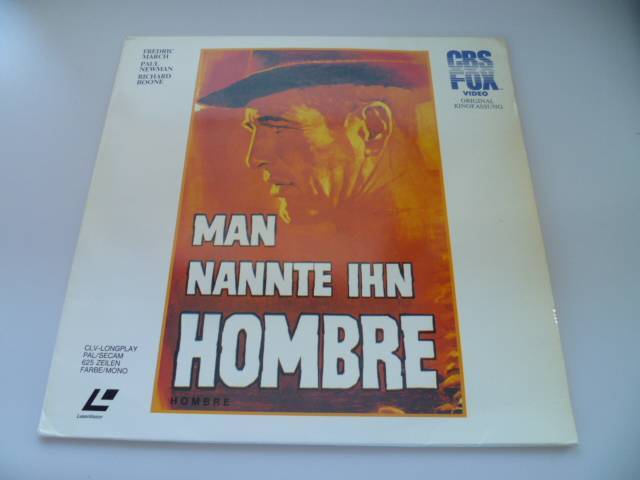 FREDRIC
MARCH
PAUL
NEWMAN
RICHARD
BOONE
CBS
FOX
VIDEO
ORIGINAL
KINOFASSUNG
MAN
NANNTE IHN
HOMBRE
HOMBRE
CLV-LONGPLAY
PAL/SECAM
625 ZEILEN
FARBE/MONO
LaserVision